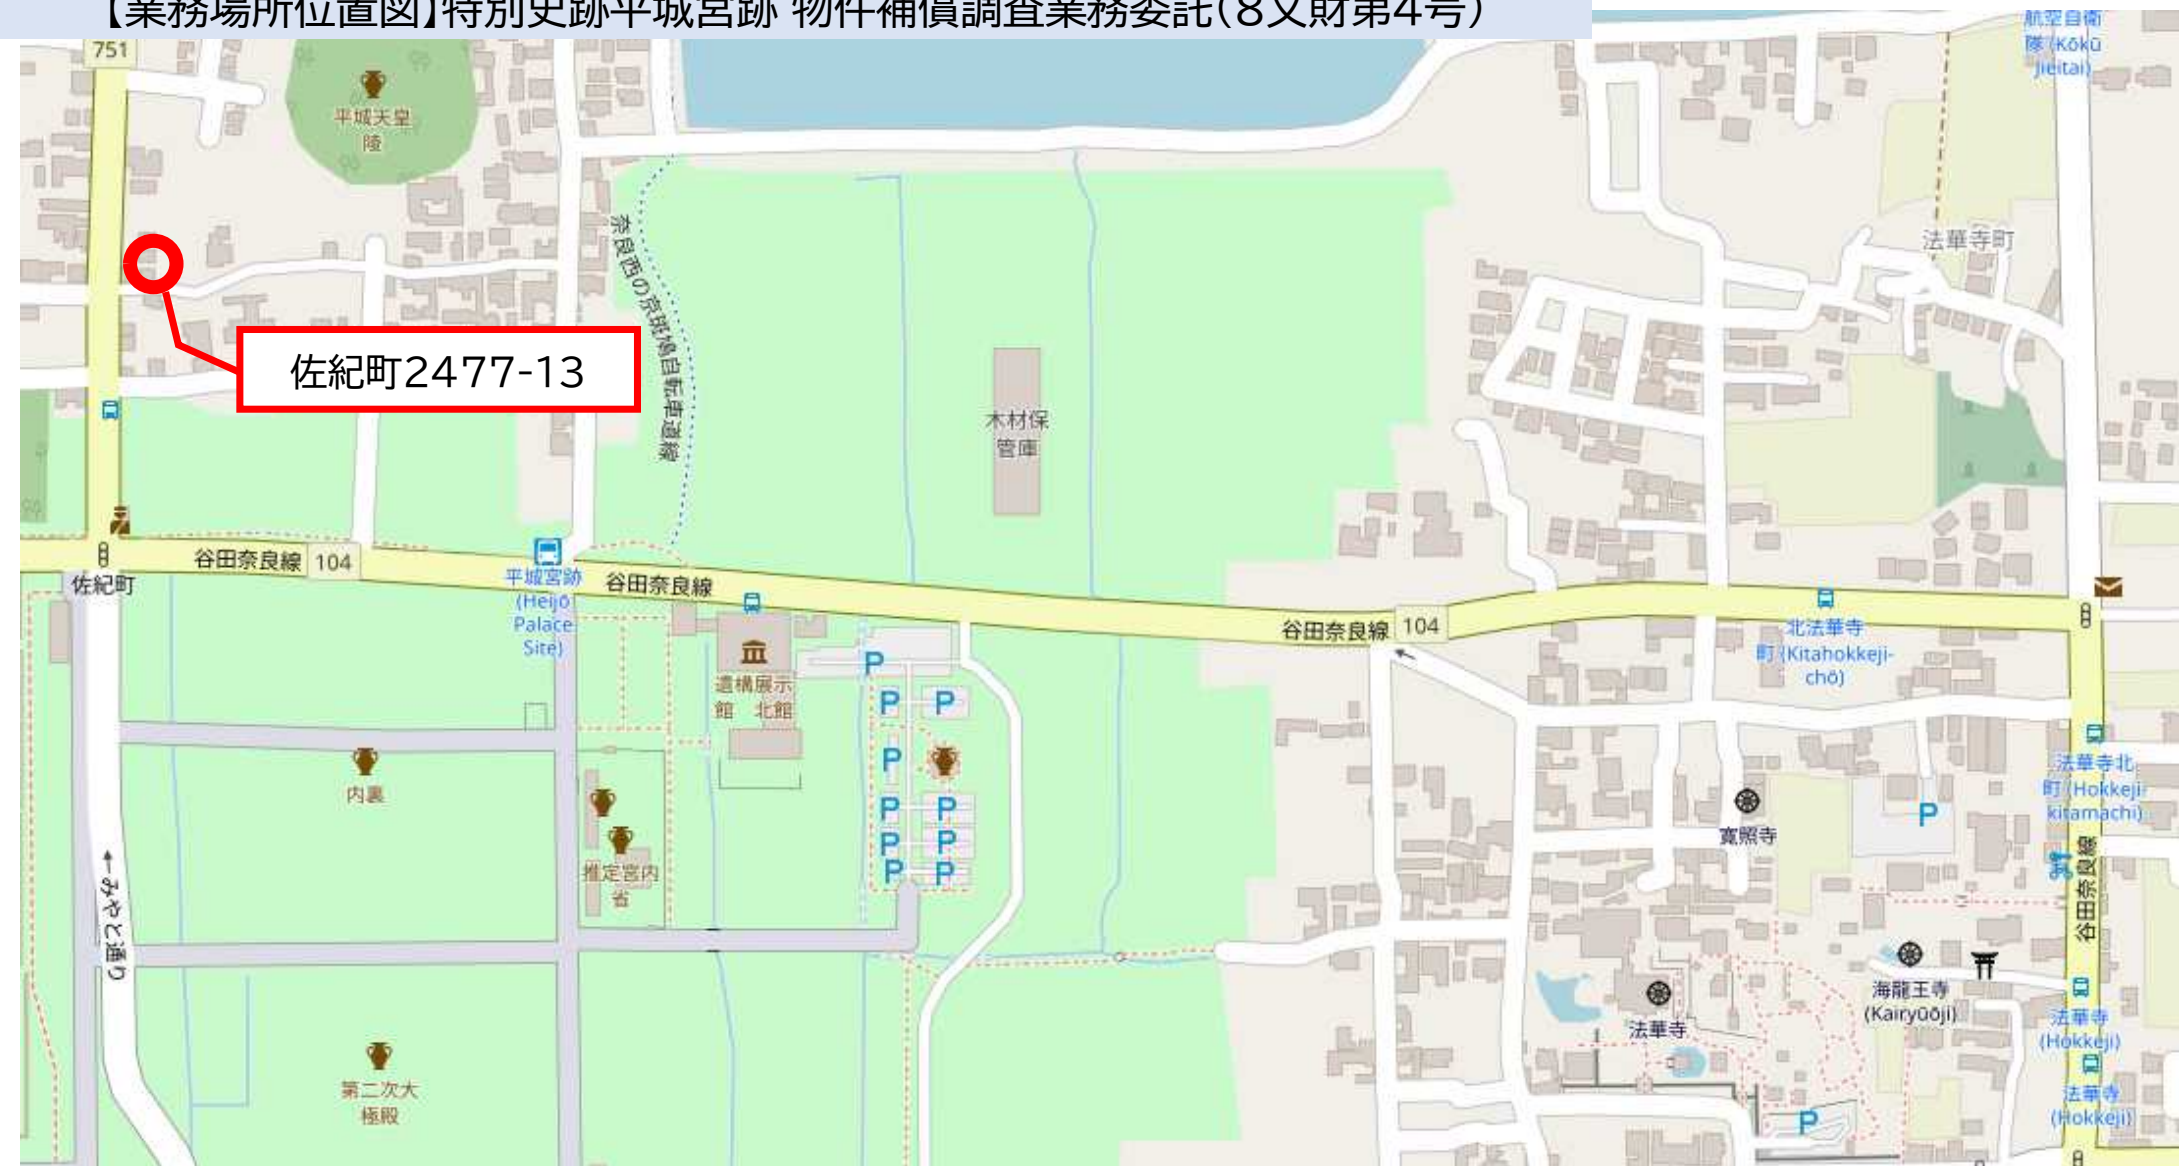 【業務場所位置図】特別史跡平城宮跡 物件補償調査業務委託(8文財第4号)
751
平城天皇
陵
航空自衛
隊 (Kōkū
Jieitai)
法華寺町
奈良西の京斑鳩自転車道線
佐紀町2477-13
木材保
管庫
谷田奈良線 104
佐紀町
平城宮跡
(Heijō
Palace
Site)
谷田奈良線
谷田奈良線 104
北法華寺
町 (Kitahokkeji-
chō)
遺構展示
館 北館
P
P
P
P
P
P
P
P
P
P
内裏
推定宮内
省
←みやと通り
第二次大
極殿
法華寺北
町 (Hokkeji-
kitamachi)
P
寛照寺
谷田奈良線
海龍王寺
(Kairyūōji)
法華寺
法華寺
(Hokkeji)
法華寺
(Hokkeji)
P